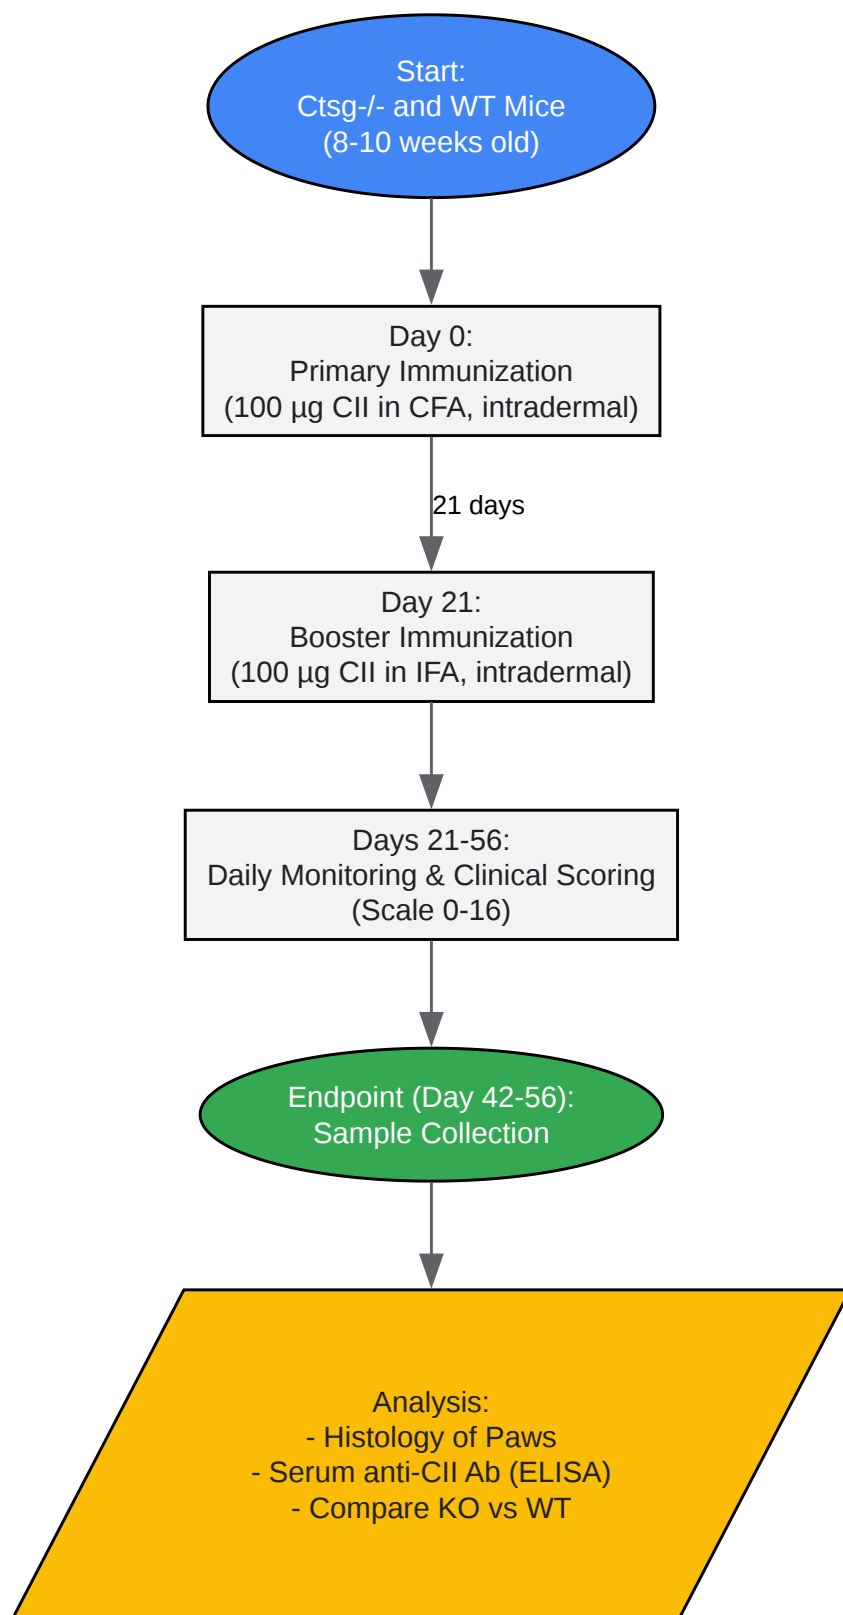 Start:
Ctsg-/- and WT Mice
(8-10 weeks old)
Day 0:
Primary Immunization
(100 µg CII in CFA, intradermal)
21 days
Day 21:
Booster Immunization
(100 µg CII in IFA, intradermal)
Days 21-56:
Daily Monitoring & Clinical Scoring
(Scale 0-16)
Endpoint (Day 42-56):
Sample Collection
Analysis:
- Histology of Paws
- Serum anti-CII Ab (ELISA)
- Compare KO vs WT